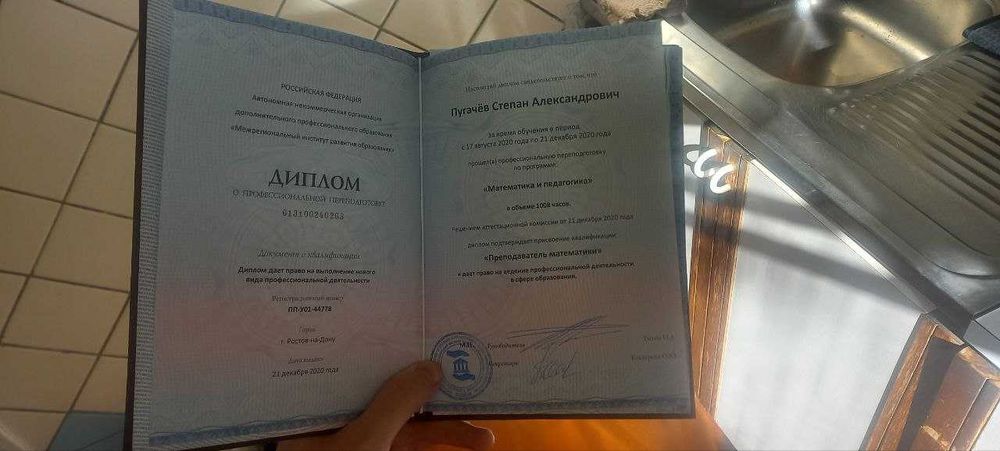 РОССИЙСКАЯ ФЕДЕРАЦИЯ
Автономная некоммерческая организация
дополнительного профессионального образования
«Межрегиональный институт развития образования»
ДИПЛОМ
О ПРОФЕССИОНАЛЬНОЙ ПЕРЕПОДГОТОВКЕ
613100240263
Документ о квалификации
Диплом дает право на выполнение нового
вида профессиональной деятельности
Регистрационный номер
ПП-У01-44778
Город
г. Ростов-на-Дону
Дата выдачи
21 декабря 2020 года
Настоящий диплом свидетельствует о том, что
Пугачёв Степан Александрович
за время обучения в период
с 17 августа 2020 года по 21 декабря 2020 года
прошел(а) профессиональную переподготовку
по программе:
«Математика и педагогика»
в объеме 1008 часов.
Решением аттестационной комиссии от 21 декабря 2020 года
диплом подтверждает присвоение квалификации:
«Преподаватель математики»
и дает право на ведение профессиональной деятельности
в сфере образования.
М.П.
Руководитель
Секретарь